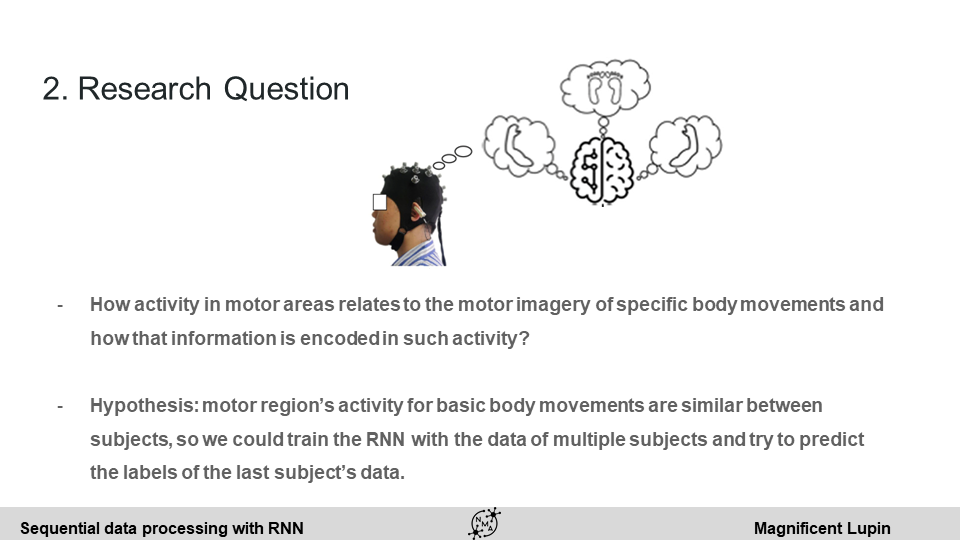 2. Research Question
- How activity in motor areas relates to the motor imagery of specific body movements and
how that information is encoded in such activity?
- Hypothesis: motor region’s activity for basic body movements are similar between
subjects, so we could train the RNN with the data of multiple subjects and try to predict
the labels of the last subject’s data.
Sequential data processing with RNN
NMA
Magnificent Lupin